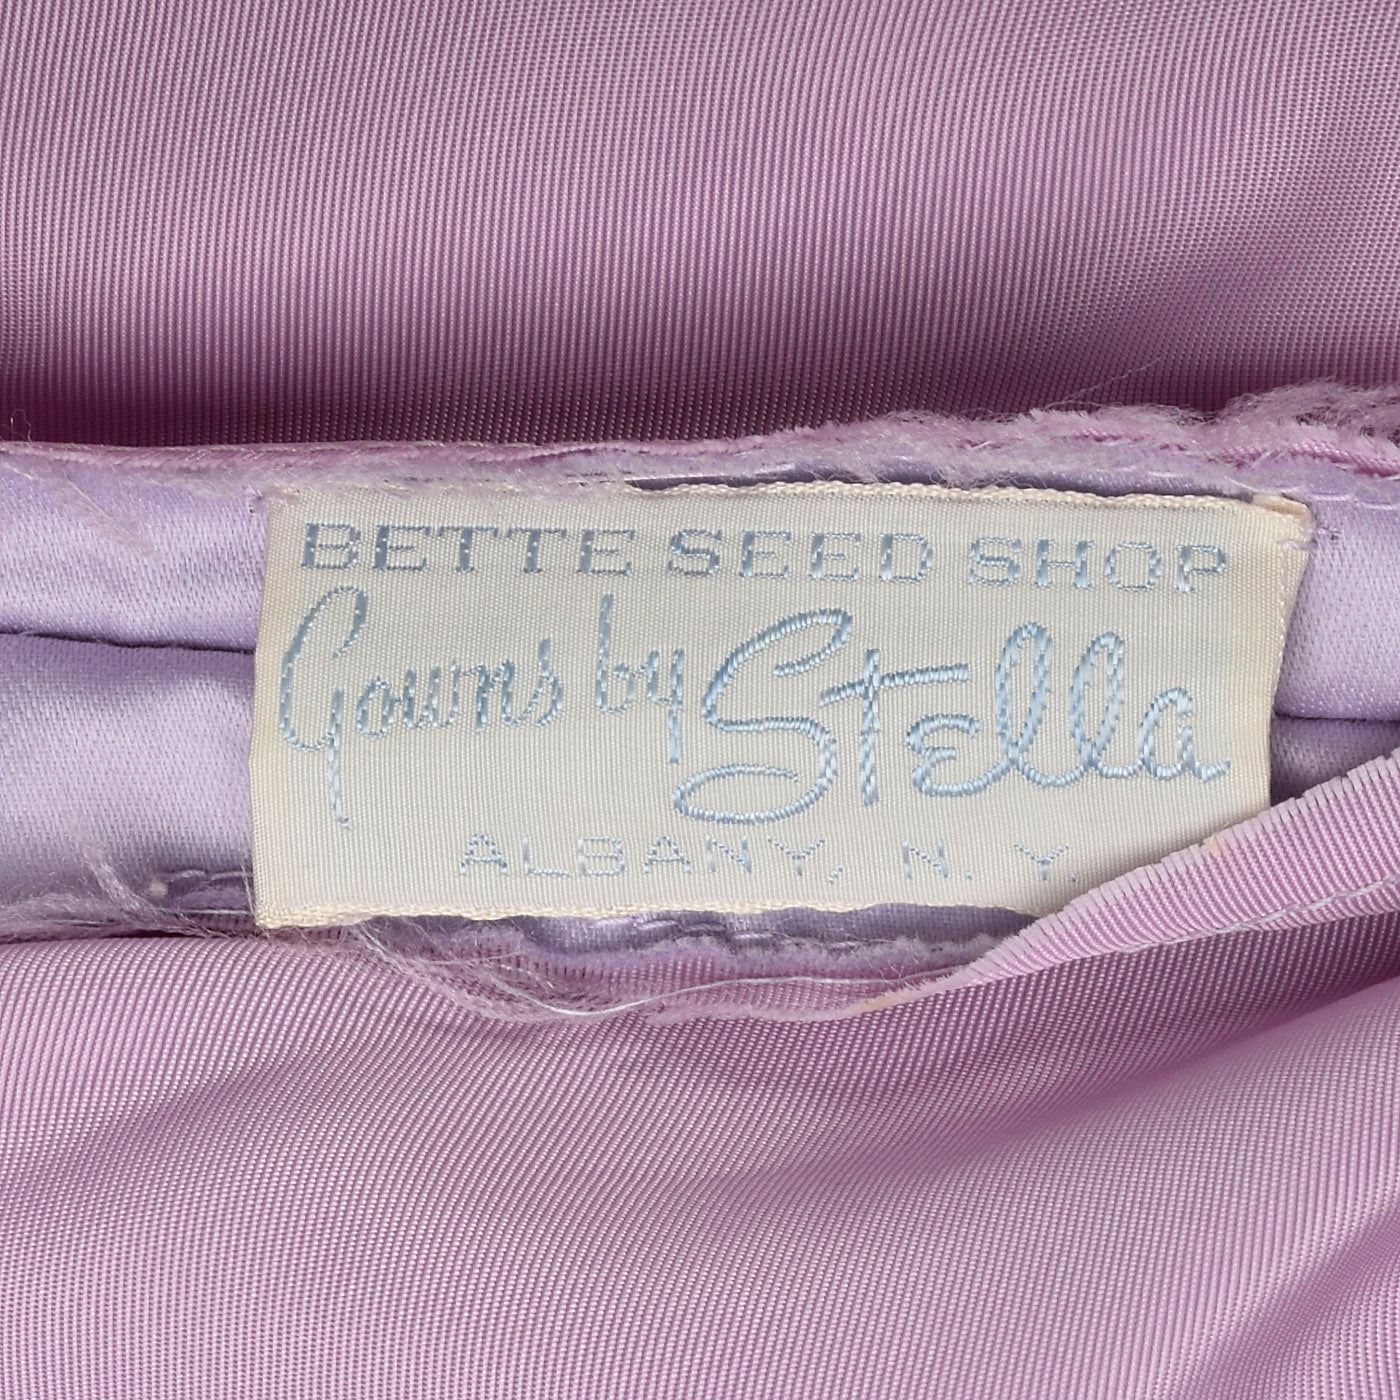 BETTE SEED SHOP
Gowns by Stella
ALBANY, N. Y.